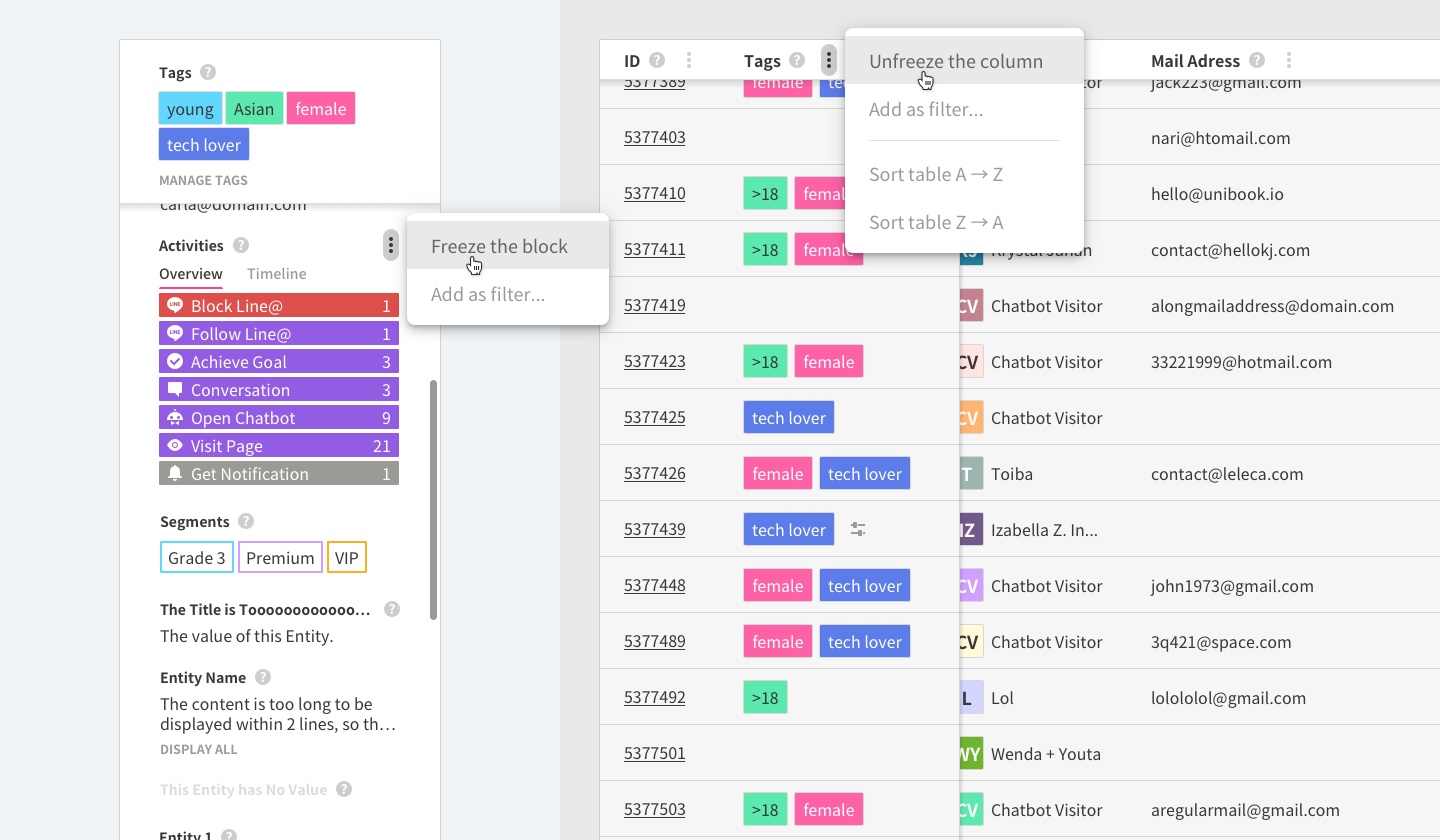 Tags
young Asian female
tech lover
MANAGE TAGS
carla@domain.com
Activities
Overview Timeline
LINE Block Line@ 1
LINE Follow Line@ 1
Achieve Goal 3
Conversation 3
Open Chatbot 9
Visit Page 21
Get Notification 1
Segments
Grade 3 Premium VIP
The Title is Toooooooooooo...
The value of this Entity.
Entity Name
The content is too long to be
displayed within 2 lines, so th...
DISPLAY ALL
This Entity has No Value
Entity 1
Freeze the block
Add as filter...
ID Tags Mail Adress
Unfreeze the column
Add as filter...
Sort table A → Z
Sort table Z → A
5377389 female jack223@gmail.com
5377403 nari@htomail.com
5377410 >18 female hello@unibook.io
5377411 >18 female contact@hellokj.com
5377419 CV Chatbot Visitor alongmailaddress@domain.com
5377423 >18 female CV Chatbot Visitor 33221999@hotmail.com
5377425 tech lover CV Chatbot Visitor
5377426 female tech lover T Toiba contact@leleca.com
5377439 tech lover IZ Izabella Z. In...
5377448 female tech lover CV Chatbot Visitor john1973@gmail.com
5377489 female tech lover CV Chatbot Visitor 3q421@space.com
5377492 >18 L Lol lolololol@gmail.com
5377501 WY Wenda + Youta
5377503 >18 female CV Chatbot Visitor aregularmail@gmail.com